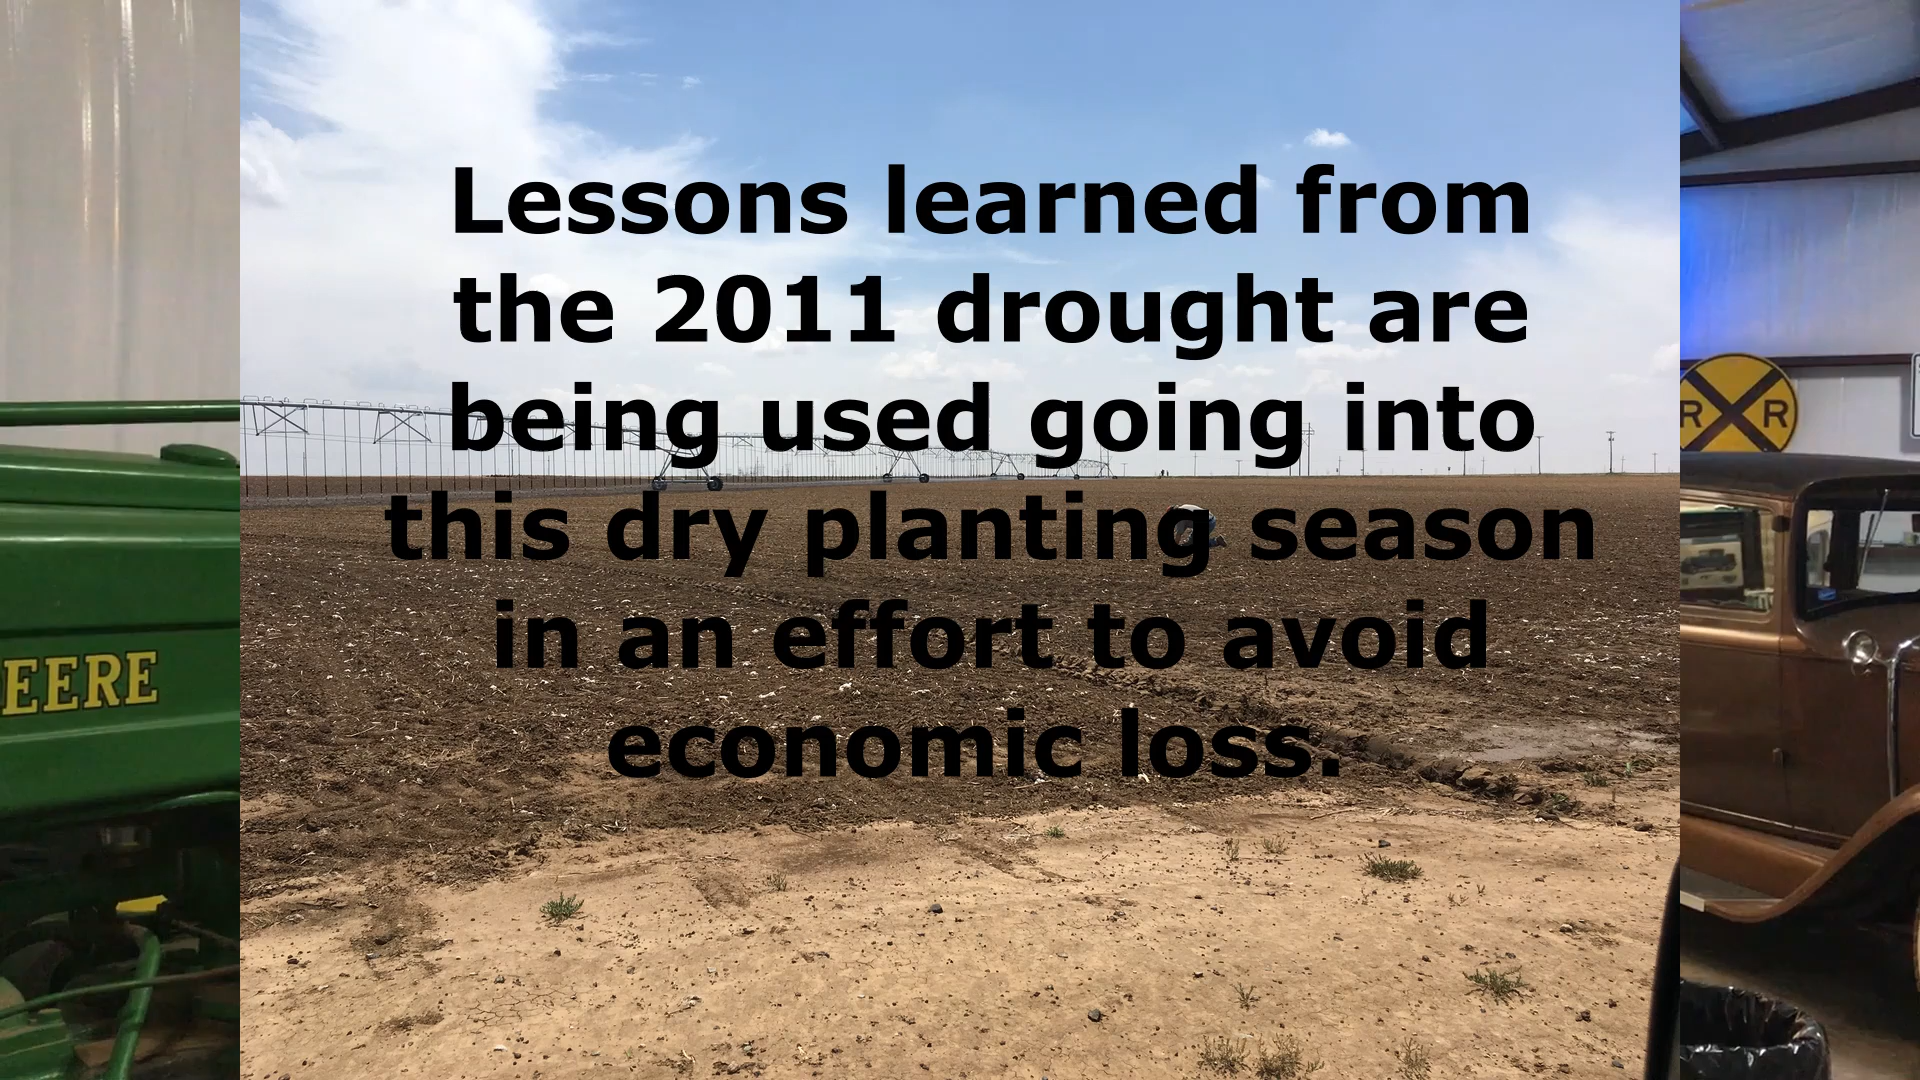 Lessons learned from
the 2011 drought are
being used going into
this dry planting season
in an effort to avoid
economic loss.
EERE
R R